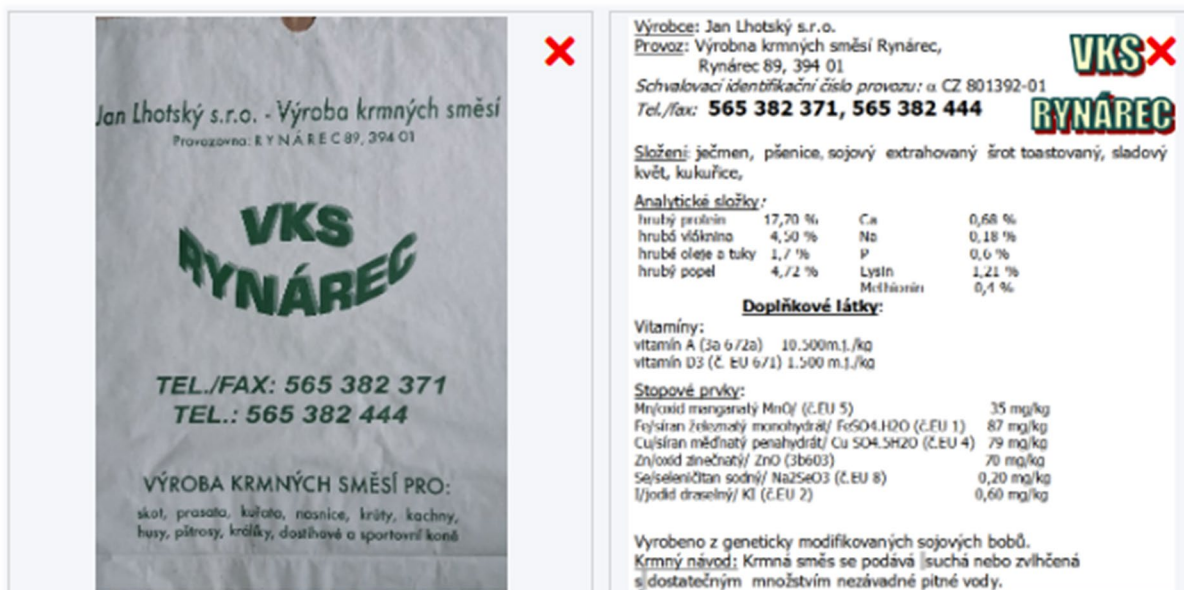 Jan Lhotský s.r.o. - Výroba krmných směsí
Provozovna: R Y N Á R E C 89, 394 01
VKS
RYNÁREC
TEL./FAX: 565 382 371
TEL.: 565 382 444
VÝROBA KRMNÝCH SMĚSÍ PRO:
skot, prasata, kuřata, nosnice, krůty, kachny,
husy, pštrosy, králíky, dostihové a sportovní koně
Výrobce: Jan Lhotský s.r.o.
Provoz: Výrobna krmných směsí Rynárec,
Rynárec 89, 394 01
VKS
RYNÁREC
Schvalovací identifikační číslo provozu: α CZ 801392-01
Tel./fax: 565 382 371, 565 382 444
Složení: ječmen, pšenice, sojový extrahovaný šrot toastovaný, sladový
květ, kukuřice,
Analytické složky:
hrubý protein 17,70 % Ca 0,68 %
hrubá vláknina 4,50 % Na 0,18 %
hrubé oleje a tuky 1,7 % P 0,6 %
hrubý popel 4,72 % Lysin 1,21 %
Methionin 0,4 %
Doplňkové látky:
Vitamíny:
vitamín A (3a 672a) 10.500m.j./kg
vitamín D3 (č. EU 671) 1.500 m.j./kg
Stopové prvky:
Mn/oxid manganatý MnO/ (č.EU 5) 35 mg/kg
Fe/síran železnatý monohydrát/ FeSO4.H2O (č.EU 1) 87 mg/kg
Cu/síran měďnatý penahydrát/ Cu SO4.5H2O (č.EU 4) 79 mg/kg
Zn/oxid zinečnatý/ ZnO (3b603) 70 mg/kg
Se/seleničitan sodný/ Na2SeO3 (č.EU 8) 0,20 mg/kg
I/jodid draselný/ KI (č.EU 2) 0,60 mg/kg
Vyrobeno z geneticky modifikovaných sojových bobů.
Krmný návod: Krmná směs se podává suchá nebo zvlhčená
s dostatečným množstvím nezávadné pitné vody.